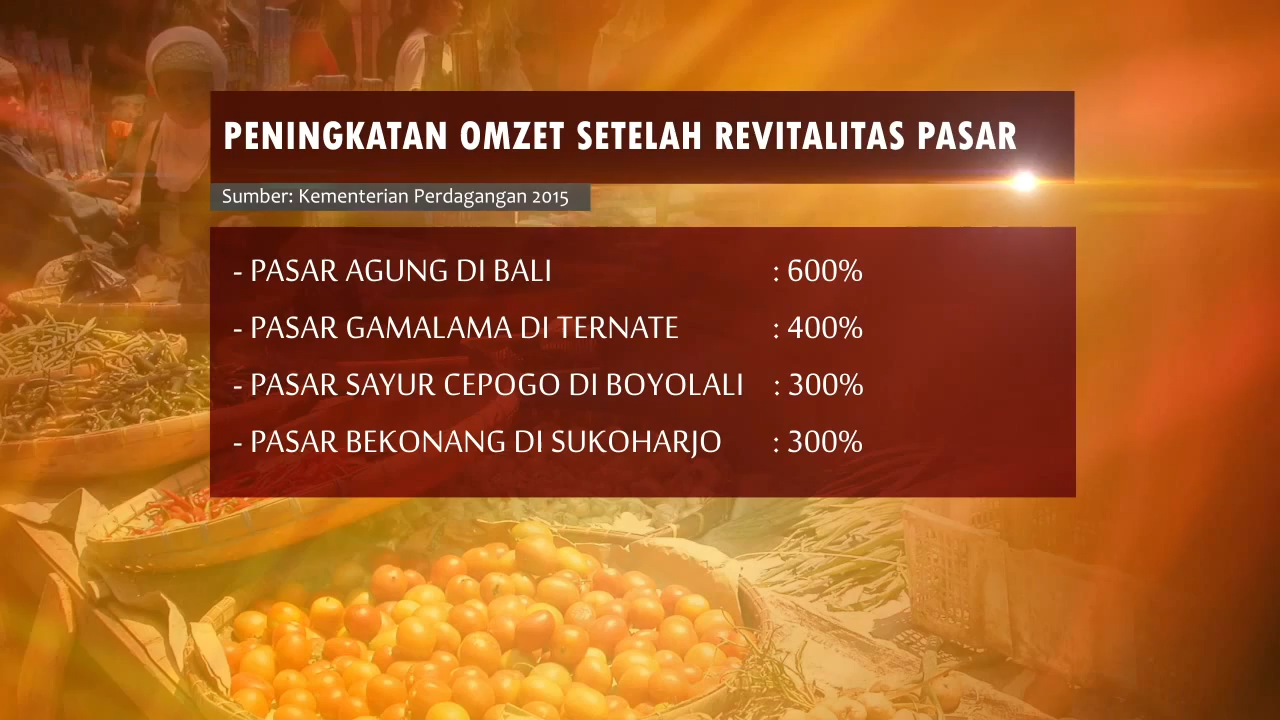 PENINGKATAN OMZET SETELAH REVITALITAS PASAR
Sumber: Kementerian Perdagangan 2015
- PASAR AGUNG DI BALI : 600%
- PASAR GAMALAMA DI TERNATE : 400%
- PASAR SAYUR CEPOGO DI BOYOLALI : 300%
- PASAR BEKONANG DI SUKOHARJO : 300%